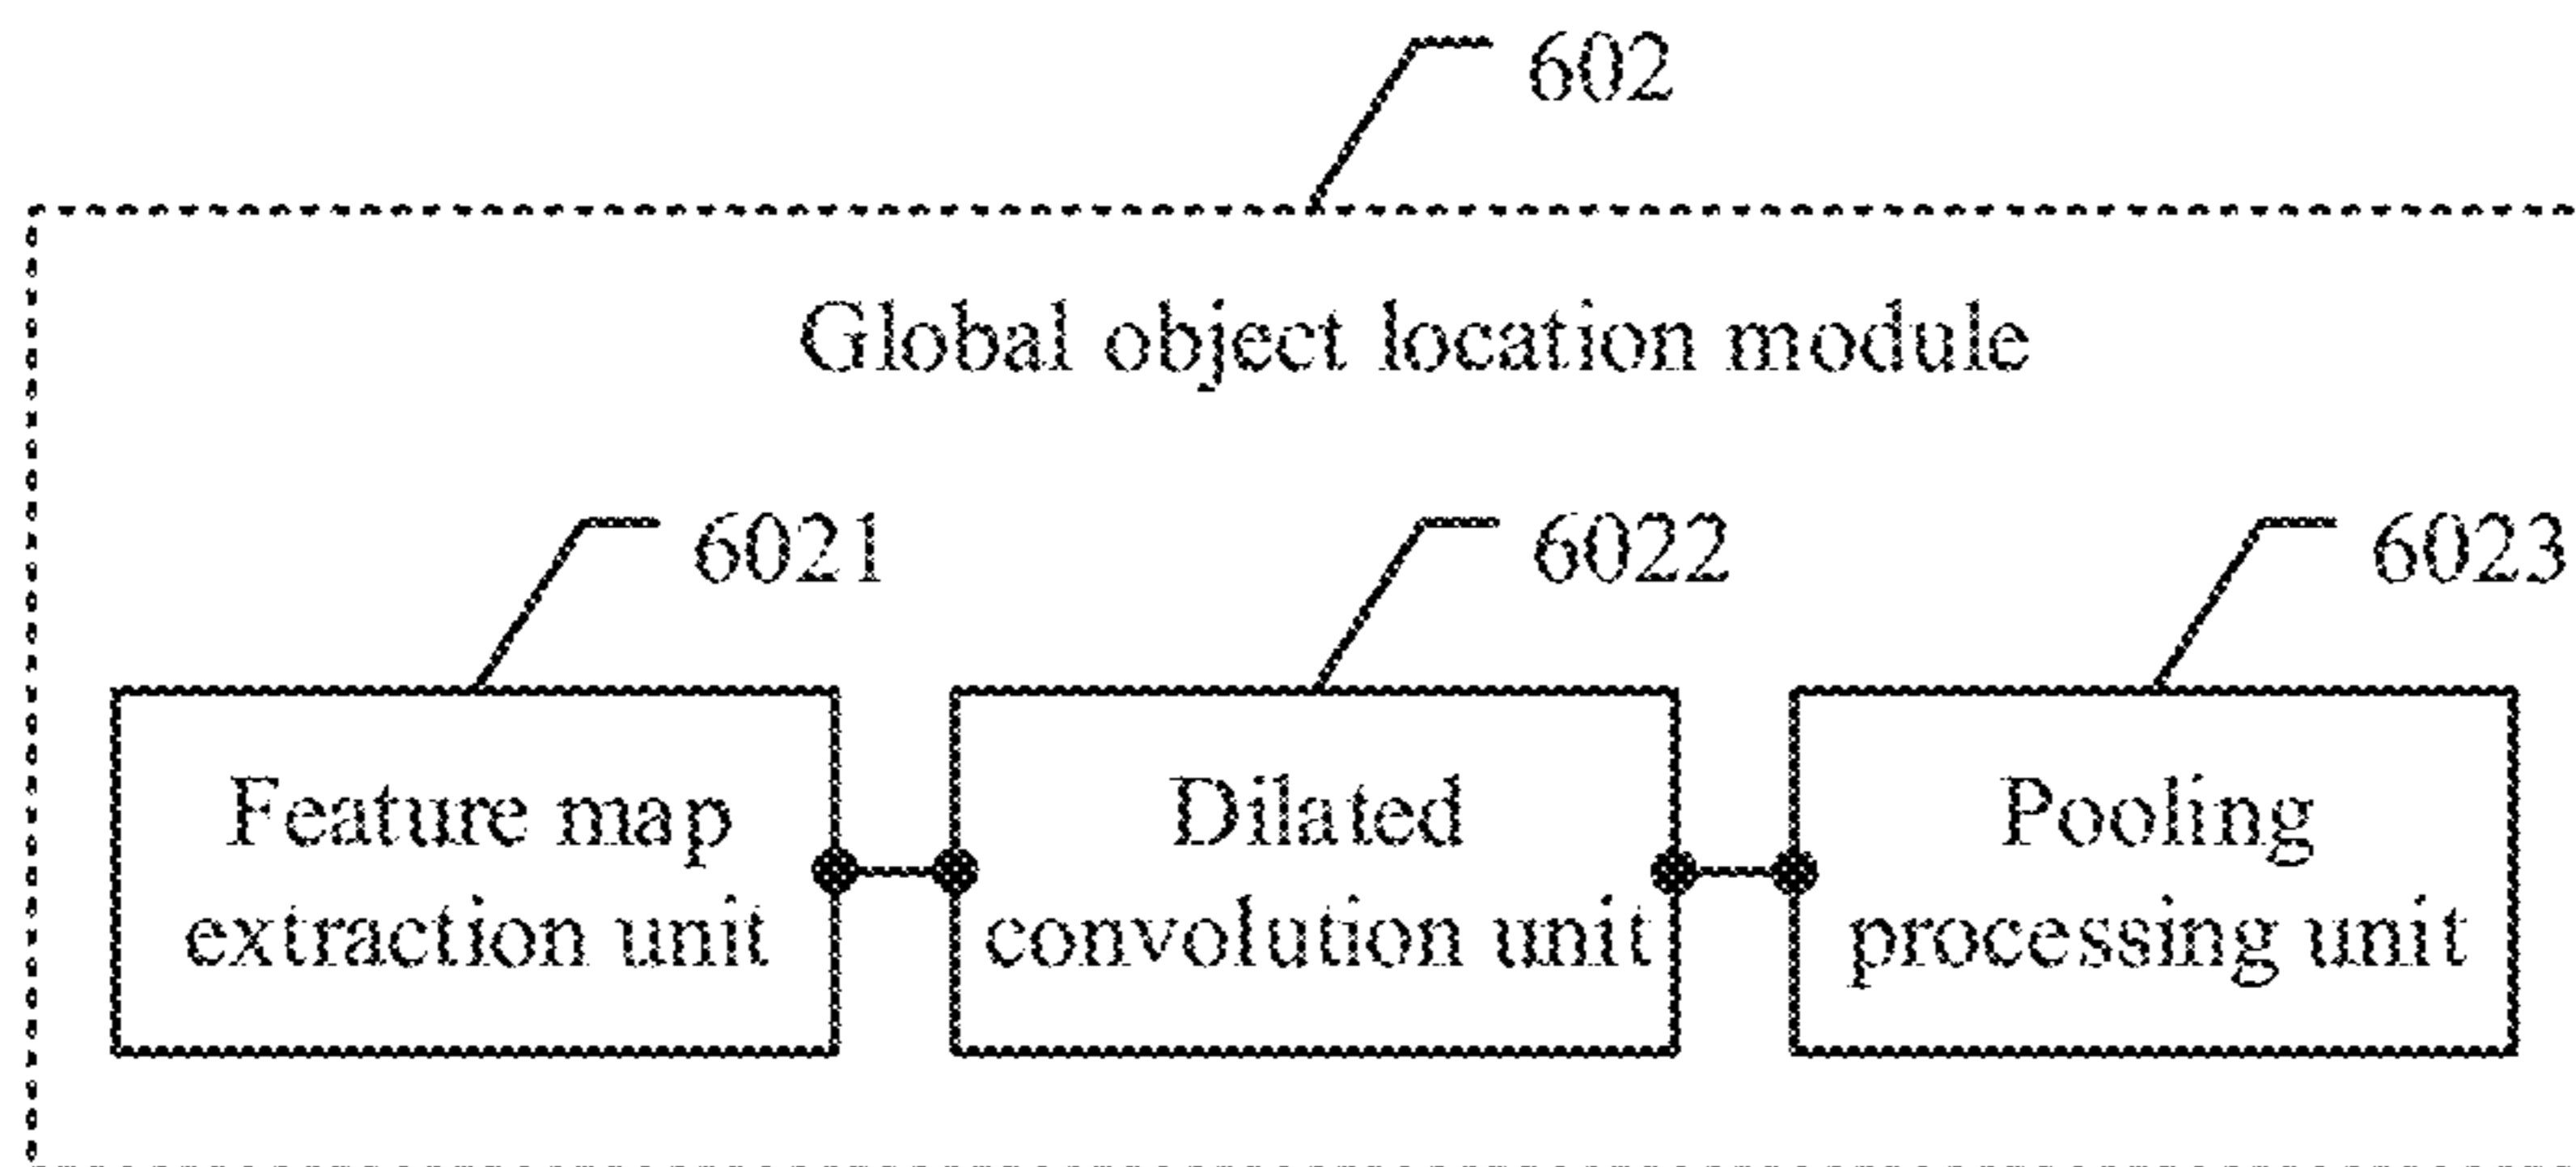 602
Global object location module
6021
6022
6023
Feature map
extraction unit
Dilated
convolution unit
Pooling
processing unit